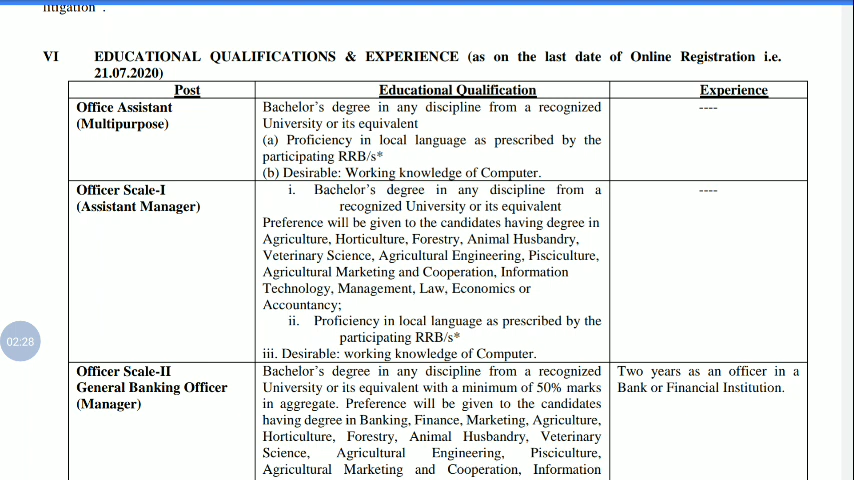 litigation".
VI EDUCATIONAL QUALIFICATIONS & EXPERIENCE (as on the last date of Online Registration i.e.
21.07.2020)
Post Educational Qualification Experience
Office Assistant
(Multipurpose)
Bachelor's degree in any discipline from a recognized
University or its equivalent
(a) Proficiency in local language as prescribed by the
participating RRB/s*
(b) Desirable: Working knowledge of Computer.
----
Officer Scale-I
(Assistant Manager)
i. Bachelor's degree in any discipline from a
recognized University or its equivalent
Preference will be given to the candidates having degree in
Agriculture, Horticulture, Forestry, Animal Husbandry,
Veterinary Science, Agricultural Engineering, Pisciculture,
Agricultural Marketing and Cooperation, Information
Technology, Management, Law, Economics or
Accountancy;
ii. Proficiency in local language as prescribed by the
participating RRB/s*
iii. Desirable: working knowledge of Computer.
----
02:28
Officer Scale-II
General Banking Officer
(Manager)
Bachelor's degree in any discipline from a recognized
University or its equivalent with a minimum of 50% marks
in aggregate. Preference will be given to the candidates
having degree in Banking, Finance, Marketing, Agriculture,
Horticulture, Forestry, Animal Husbandry, Veterinary
Science, Agricultural Engineering, Pisciculture,
Agricultural Marketing and Cooperation, Information
Two years as an officer in a
Bank or Financial Institution.